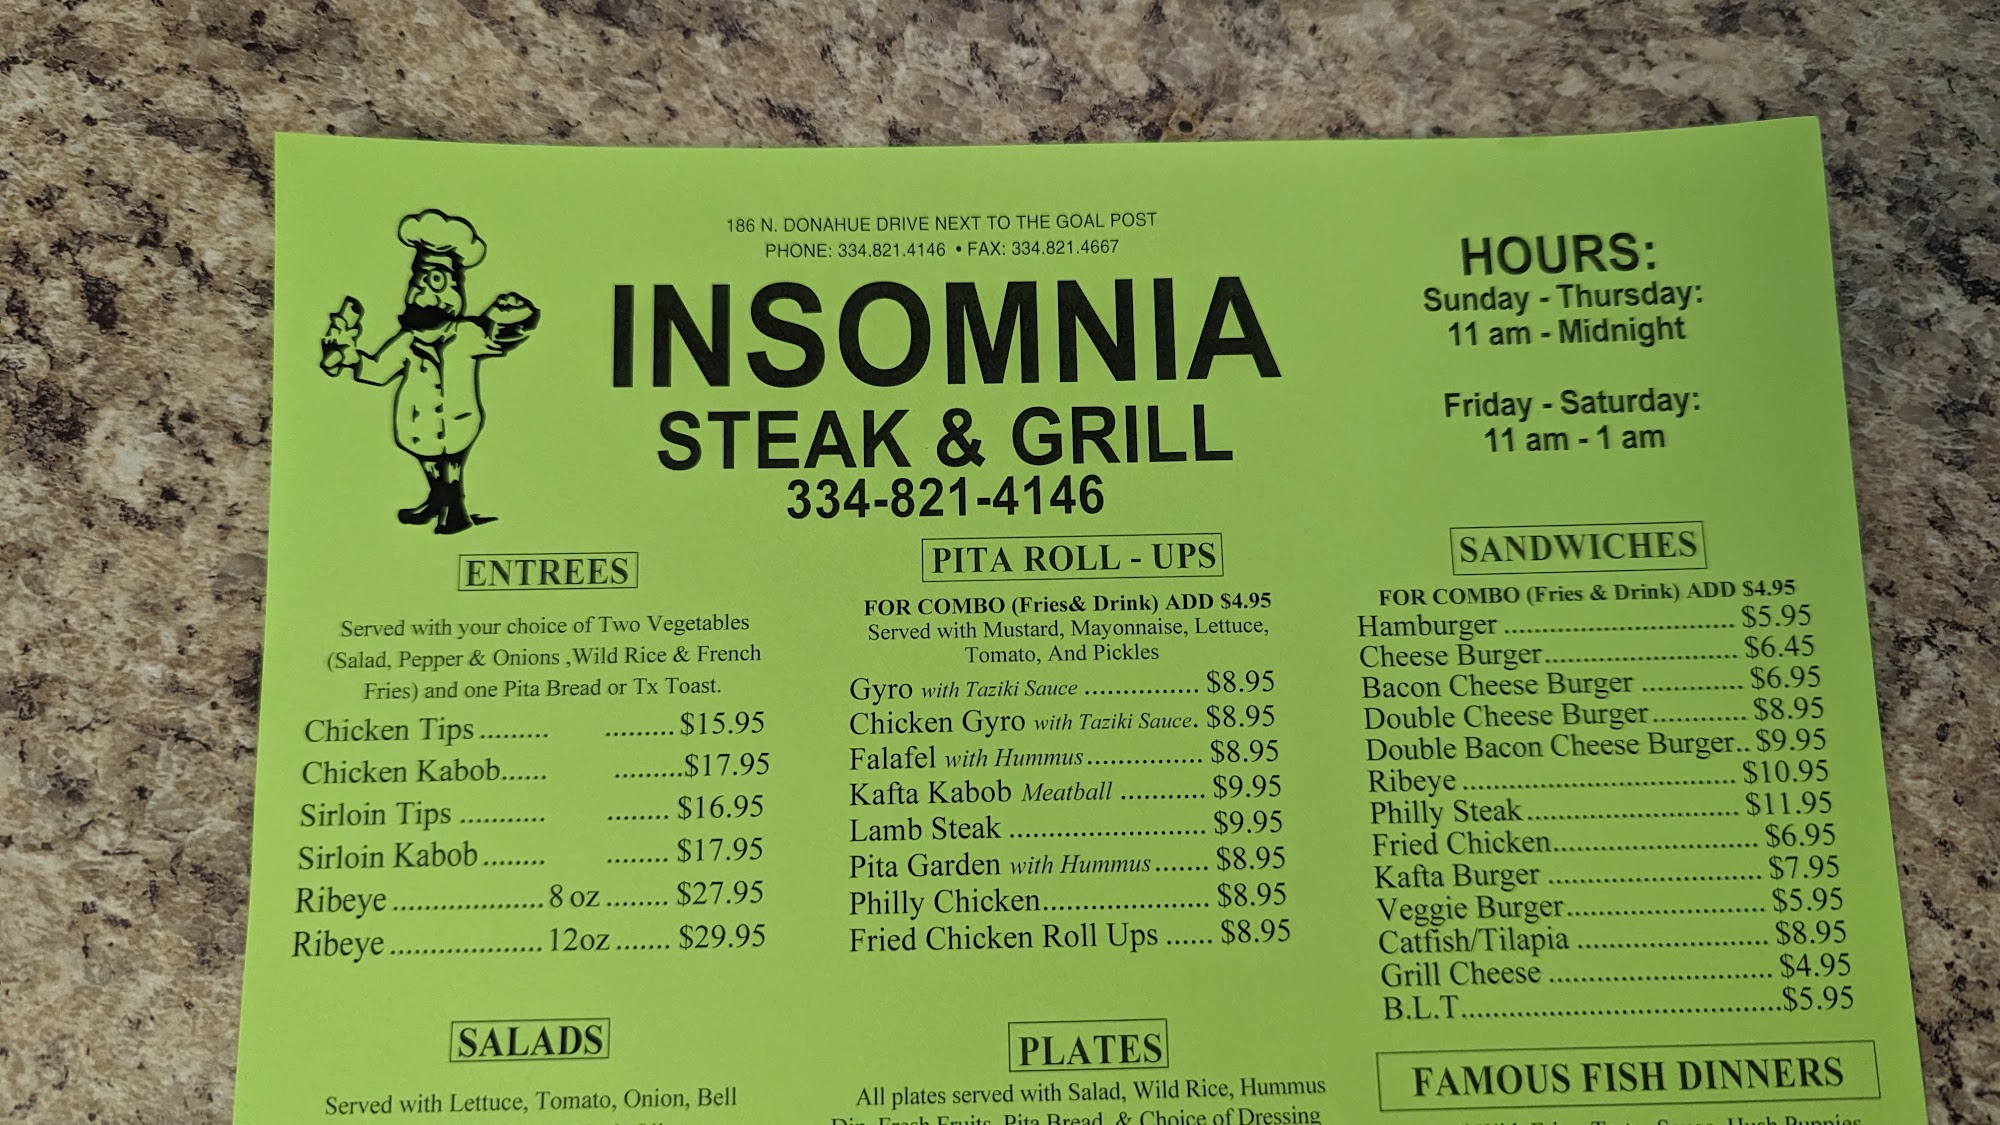 186 N. DONAHUE DRIVE NEXT TO THE GOAL POST
PHONE: 334.821.4146 • FAX: 334.821.4667
INSOMNIA
STEAK & GRILL
334-821-4146
HOURS:
Sunday - Thursday:
11 am - Midnight
Friday - Saturday:
11 am - 1 am
ENTREES
Served with your choice of Two Vegetables
(Salad, Pepper & Onions ,Wild Rice & French
Fries) and one Pita Bread or Tx Toast.
Chicken Tips ......... ......... $15.95
Chicken Kabob...... .........$17.95
Sirloin Tips ........... ........ $16.95
Sirloin Kabob ........ ........ $17.95
Ribeye ................... 8 oz ........ $27.95
Ribeye ................... 12oz ....... $29.95
PITA ROLL - UPS
FOR COMBO (Fries& Drink) ADD $4.95
Served with Mustard, Mayonnaise, Lettuce,
Tomato, And Pickles
Gyro with Taziki Sauce ............... $8.95
Chicken Gyro with Taziki Sauce. $8.95
Falafel with Hummus............... $8.95
Kafta Kabob Meatball ........... $9.95
Lamb Steak ......................... $9.95
Pita Garden with Hummus....... $8.95
Philly Chicken..................... $8.95
Fried Chicken Roll Ups ...... $8.95
SANDWICHES
FOR COMBO (Fries & Drink) ADD $4.95
Hamburger .............................. $5.95
Cheese Burger......................... $6.45
Bacon Cheese Burger ............. $6.95
Double Cheese Burger............ $8.95
Double Bacon Cheese Burger.. $9.95
Ribeye ................................... $10.95
Philly Steak........................... $11.95
Fried Chicken.......................... $6.95
Kafta Burger ........................... $7.95
Veggie Burger......................... $5.95
Catfish/Tilapia ........................ $8.95
Grill Cheese ............................ $4.95
B.L.T........................................$5.95
SALADS
Served with Lettuce, Tomato, Onion, Bell
PLATES
All plates served with Salad, Wild Rice, Hummus
Dip, Fresh Fruits, Pita Bread, & Choice of Dressing
FAMOUS FISH DINNERS
Hush Puppies